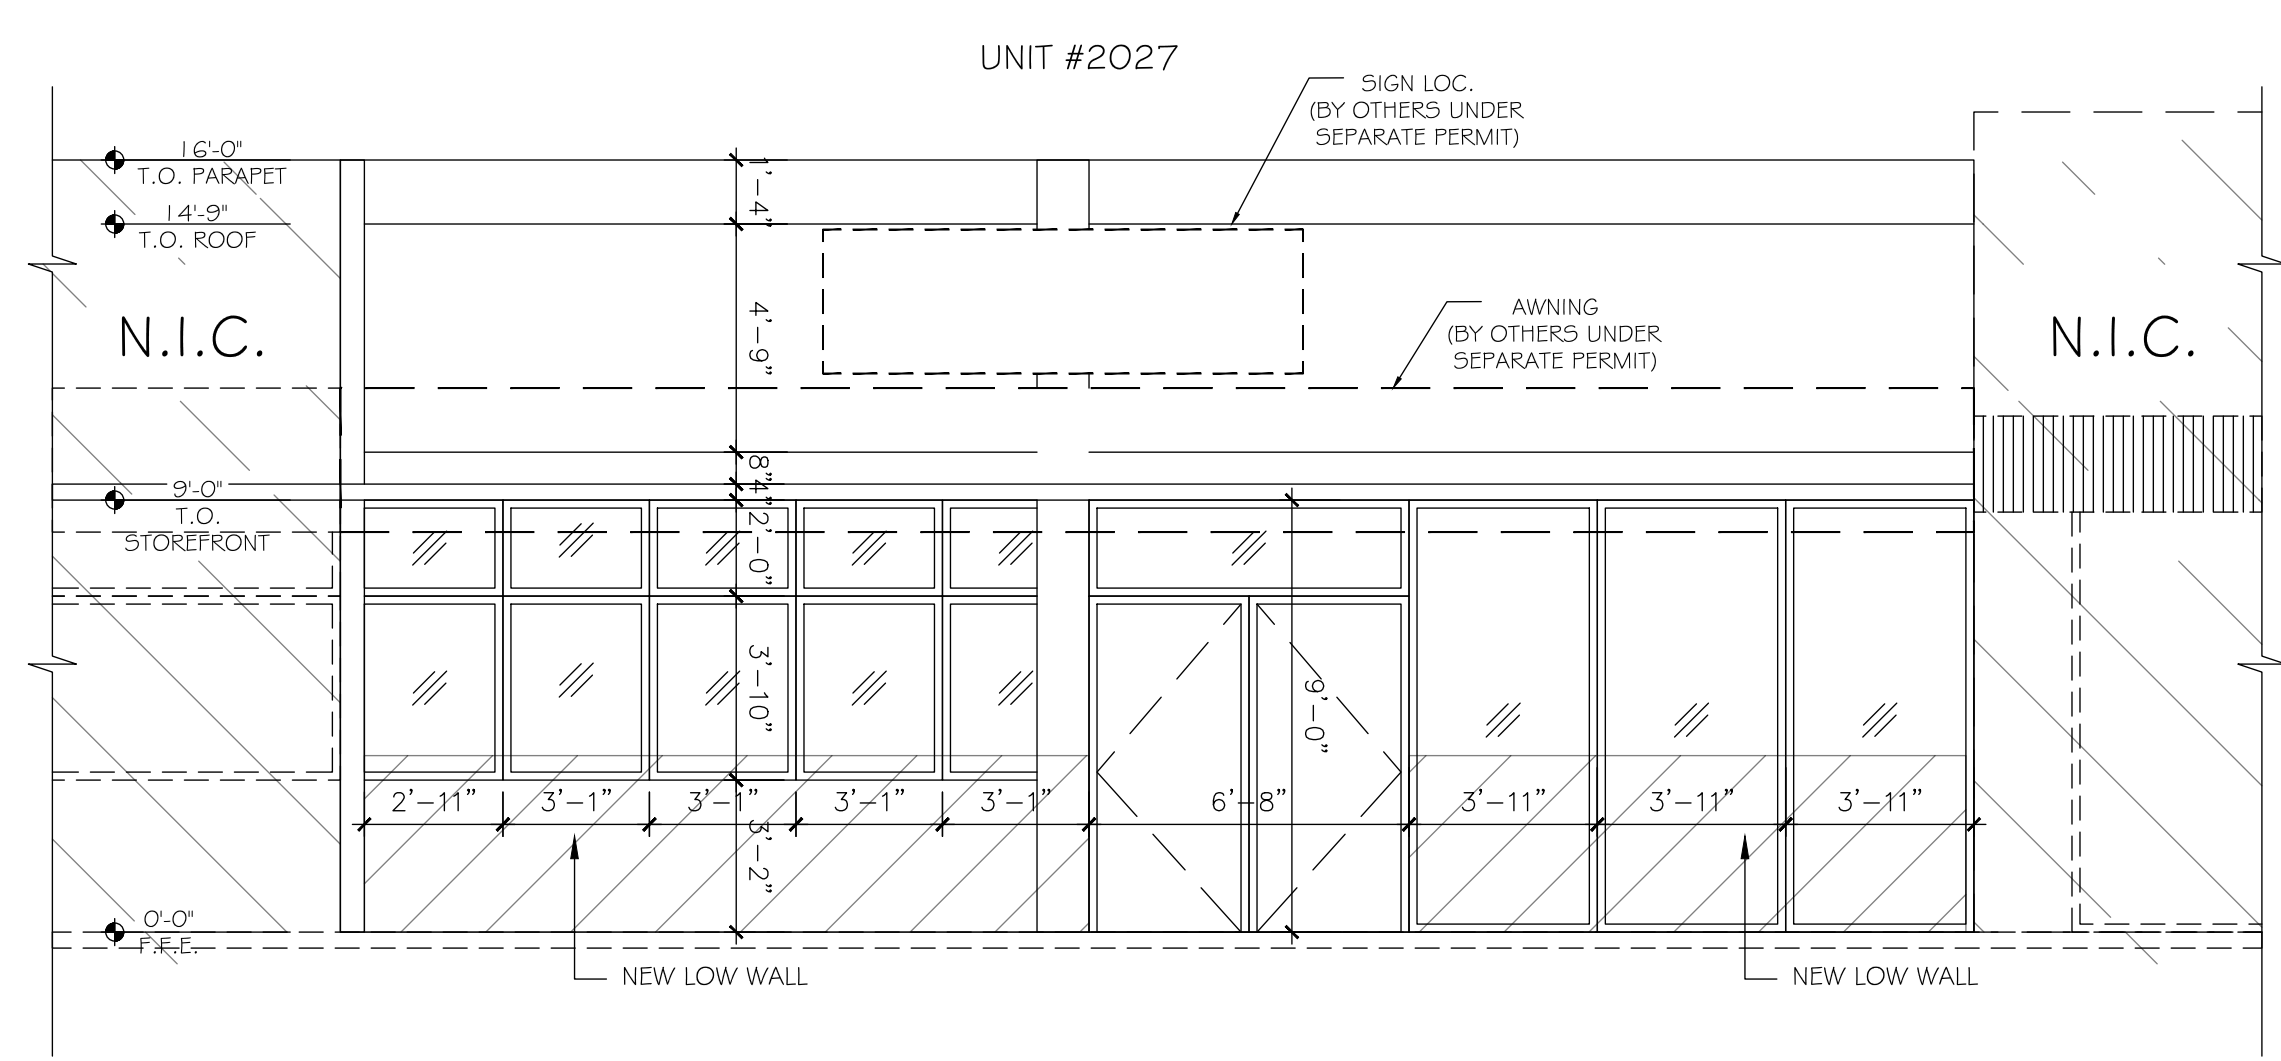 UNIT #2027
SIGN LOC.
(BY OTHERS UNDER
SEPARATE PERMIT)
16'-0"
T.O. PARAPET
1'-4"
14'-9"
T.O. ROOF
AWNING
(BY OTHERS UNDER
SEPARATE PERMIT)
N.I.C.
4'-9"
N.I.C.
8"
4"
9'-0"
T.O.
STOREFRONT
2'-0"
3'-10"
9'-0"
2'-11"
3'-1"
3'-1"
3'-1"
3'-1"
6'-8"
3'-11"
3'-11"
3'-11"
3'-2"
0'-0"
F.F.E.
NEW LOW WALL
NEW LOW WALL